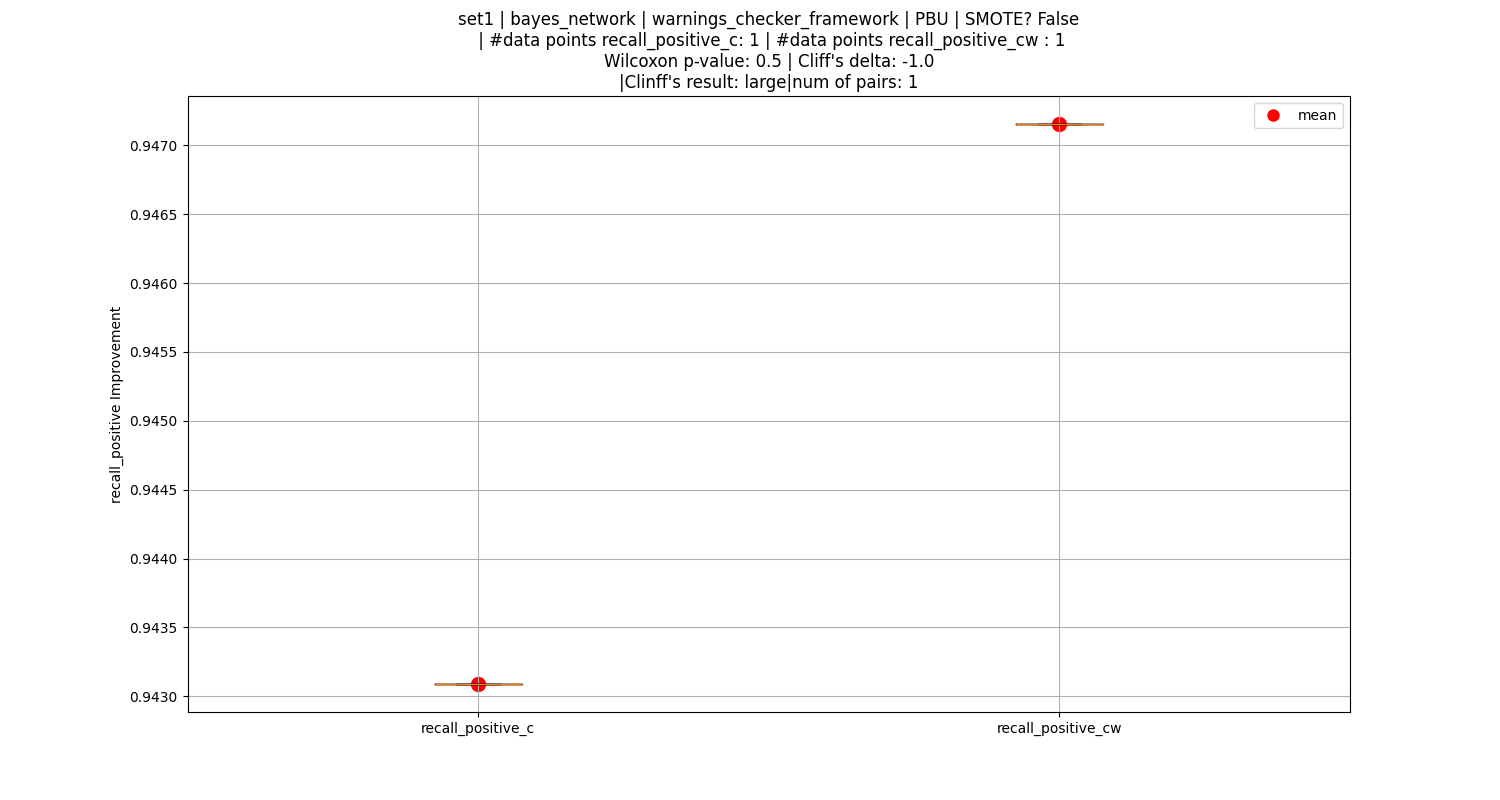 set1 | bayes_network | warnings_checker_framework | PBU | SMOTE? False
| #data points recall_positive_c: 1 | #data points recall_positive_cw : 1
Wilcoxon p-value: 0.5 | Cliff's delta: -1.0
|Clinff's result: large|num of pairs: 1
mean
0.9470
0.9465
0.9460
0.9455
0.9450
0.9445
0.9440
0.9435
0.9430
recall_positive Improvement
recall_positive_c
recall_positive_cw